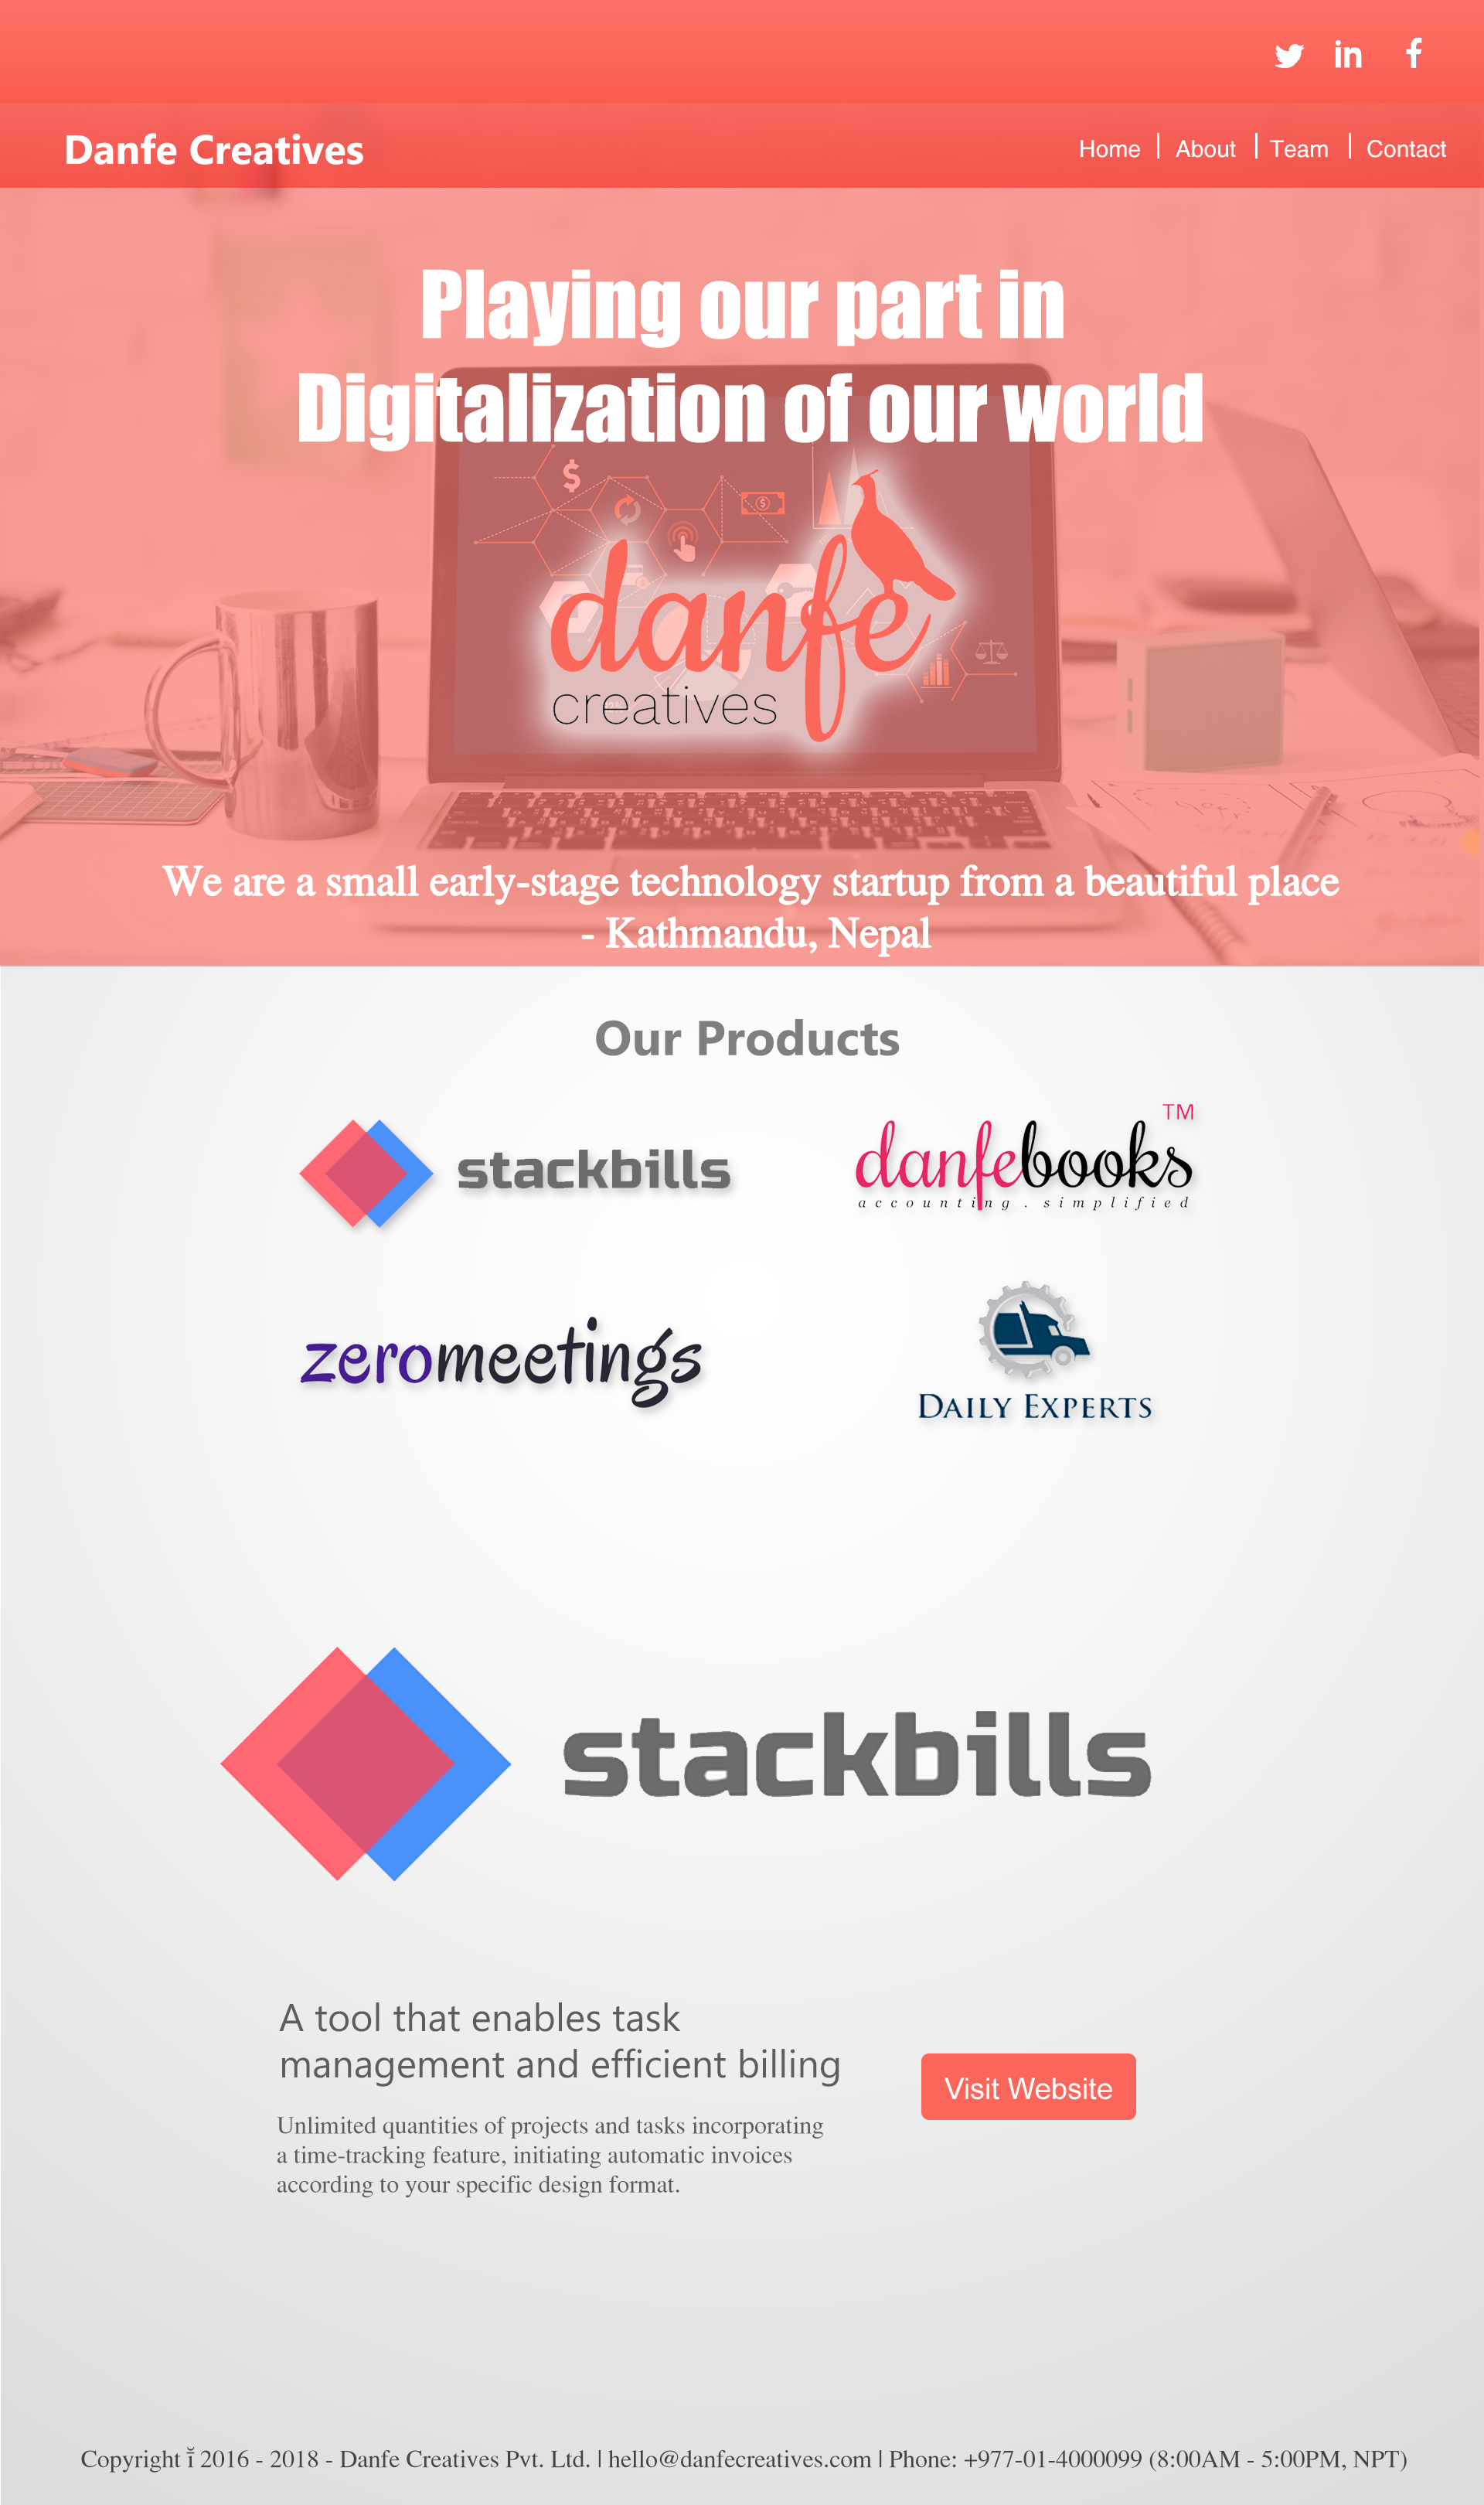 Danfe Creatives
Home | About | Team | Contact
Playing our part in
Digitalization of our world
danfe
creatives
We are a small early-stage technology startup from a beautiful place
- Kathmandu, Nepal
Our Products
stackbills
danfebooks TM
accounting.simplified
zeromeetings
DAILY EXPERTS
stackbills
A tool that enables task
management and efficient billing
Visit Website
Unlimited quantities of projects and tasks incorporating
a time-tracking feature, initiating automatic invoices
according to your specific design format.
Copyright ǐ 2016 - 2018 - Danfe Creatives Pvt. Ltd. | hello@danfecreatives.com | Phone: +977-01-4000099 (8:00AM - 5:00PM, NPT)